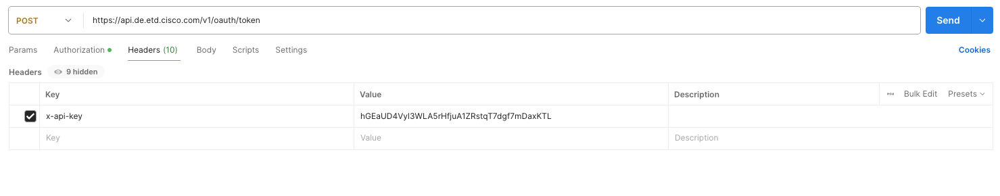 POST https://api.de.etd.cisco.com/v1/oauth/token Send
Params Authorization Headers (10) Body Scripts Settings Cookies
Headers 9 hidden
Key Value Description Bulk Edit Presets
x-api-key hGEaUD4Vyl3WLA5rHfjuA1ZRstqT7dgf7mDaxKTL
Key Value Description